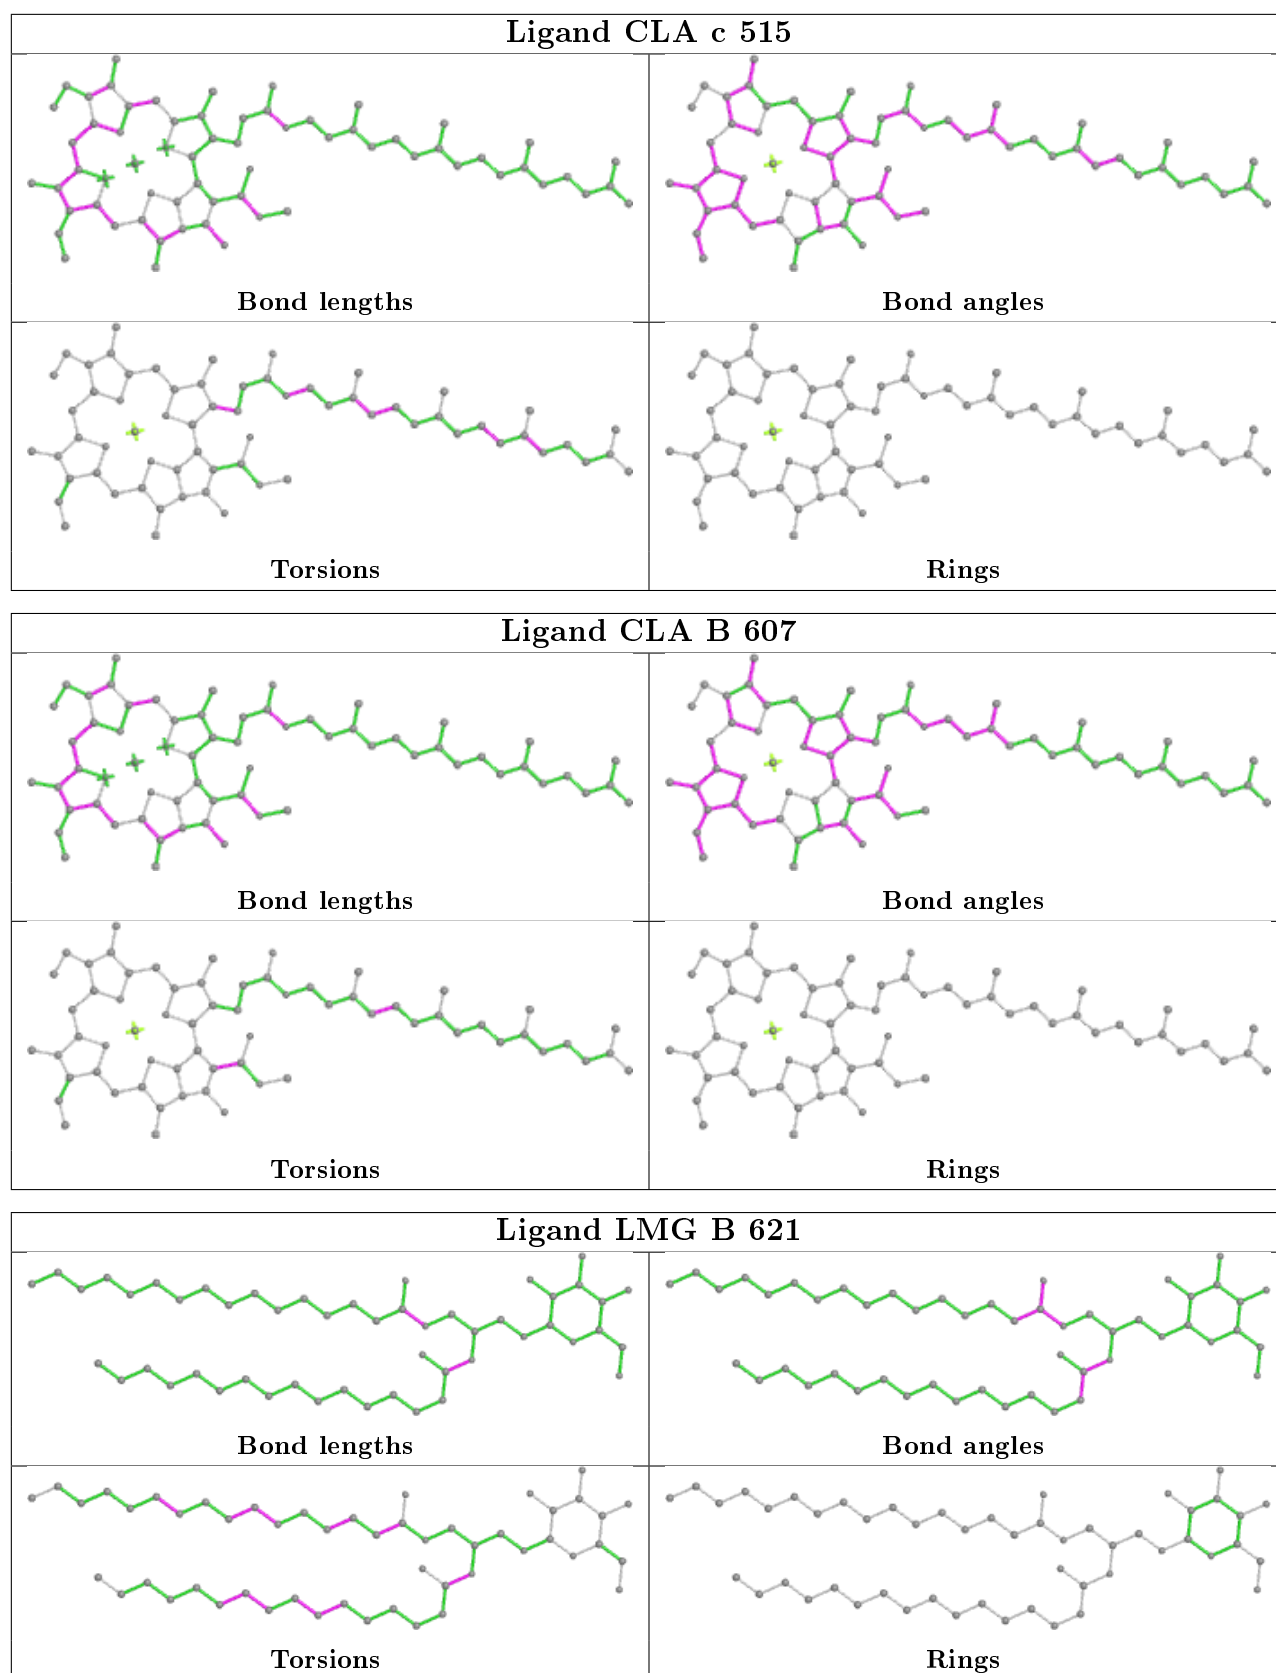 Ligand CLA c 515
Bond lengths
Bond angles
Torsions
Rings
Ligand CLA B 607
Bond lengths
Bond angles
Torsions
Rings
Ligand LMG B 621
Bond lengths
Bond angles
Torsions
Rings